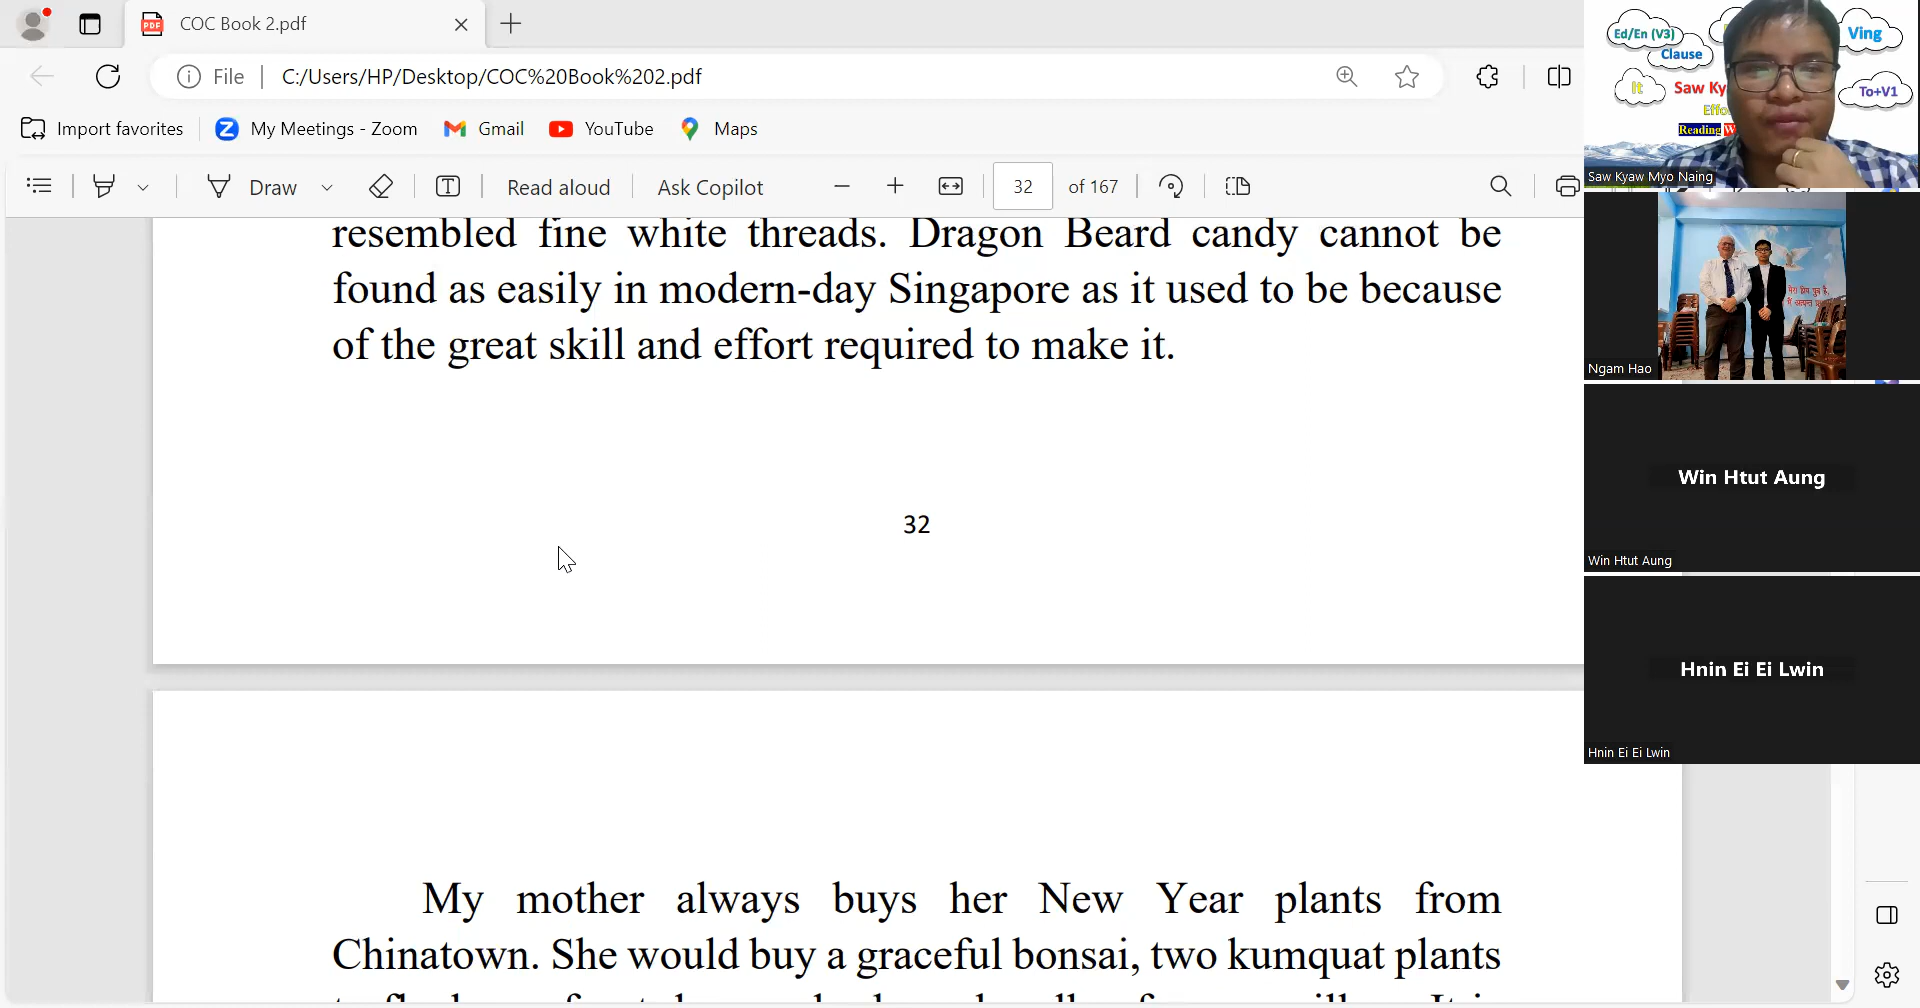 COC Book 2.pdf
File
C:/Users/HP/Desktop/COC%20Book%202.pdf
Import favorites
My Meetings - Zoom
Gmail
YouTube
Maps
Draw
Read aloud
Ask Copilot
32
of 167
resembled fine white threads. Dragon Beard candy cannot be
found as easily in modern-day Singapore as it used to be because
of the great skill and effort required to make it.
32
My mother always buys her New Year plants from
Chinatown. She would buy a graceful bonsai, two kumquat plants
Ed/En (V3)
Ving
Clause
It
Saw
To+V1
Reading
Saw Kyaw Myo Naing
Ngam Hao
Win Htut Aung
Win Htut Aung
Hnin Ei Ei Lwin
Hnin Ei Ei Lwin